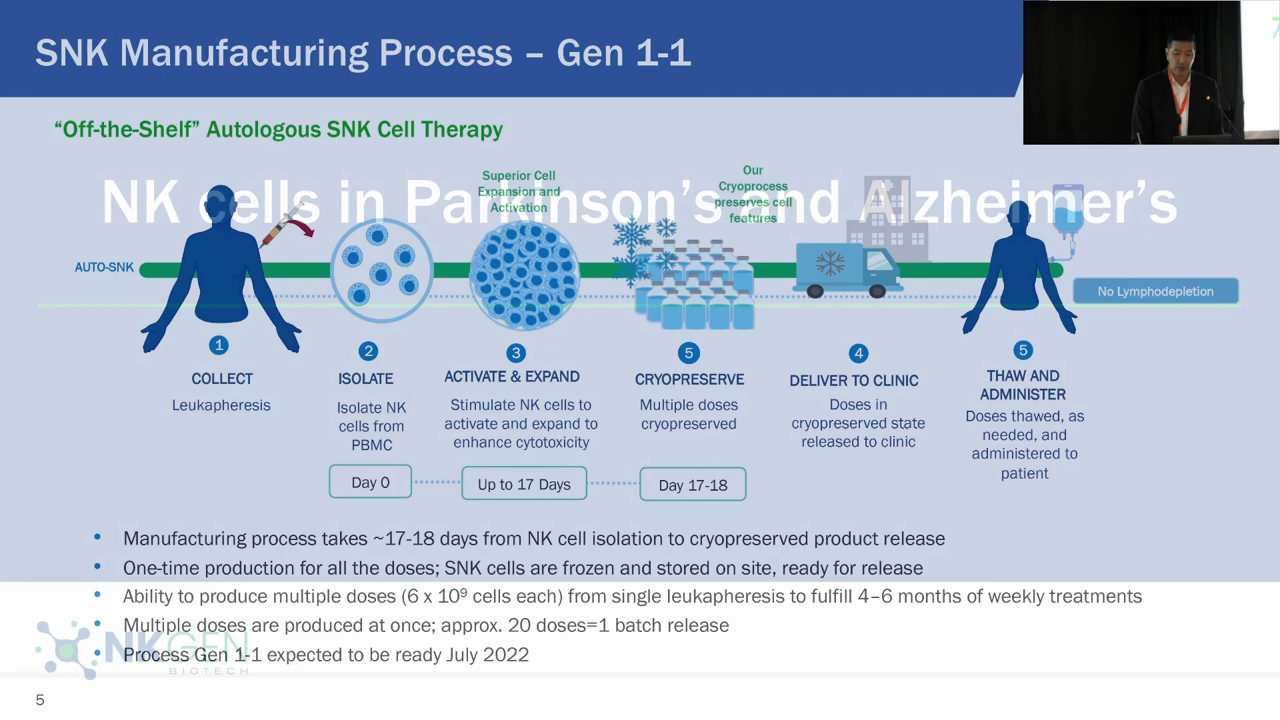 SNK Manufacturing Process – Gen 1-1
"Off-the-Shelf" Autologous SNK Cell Therapy
NK cells in Parkinson's and Alzheimer's
Superior Cell
Expansion and
Activation
Our
Cryoprocess
preserves cell
features
AUTO-SNK
No Lymphodepletion
1
COLLECT
Leukapheresis
2
ISOLATE
Isolate NK
cells from
PBMC
Day 0
3
ACTIVATE & EXPAND
Stimulate NK cells to
activate and expand to
enhance cytotoxicity
Up to 17 Days
5
CRYOPRESERVE
Multiple doses
cryopreserved
Day 17-18
4
DELIVER TO CLINIC
Doses in
cryopreserved state
released to clinic
5
THAW AND
ADMINISTER
Doses thawed, as
needed, and
administered to
patient
• Manufacturing process takes ~17-18 days from NK cell isolation to cryopreserved product release
• One-time production for all the doses; SNK cells are frozen and stored on site, ready for release
• Ability to produce multiple doses (6 x 10⁹ cells each) from single leukapheresis to fulfill 4–6 months of weekly treatments
• Multiple doses are produced at once; approx. 20 doses=1 batch release
• Process Gen 1-1 expected to be ready July 2022
NKGEN
BIOTECH
5